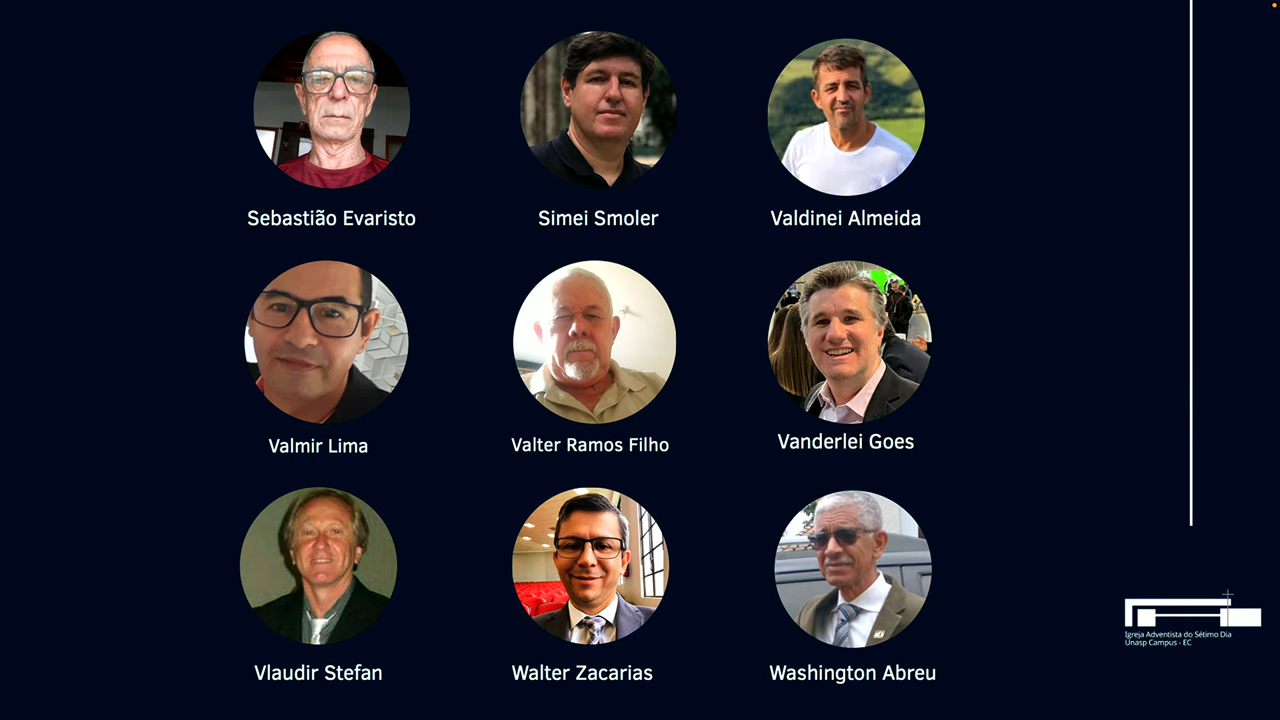 Sebastião Evaristo
Simei Smoler
Valdinei Almeida
Valmir Lima
Valter Ramos Filho
Vanderlei Goes
Vlaudir Stefan
Walter Zacarias
Washington Abreu
Igreja Adventista do Sétimo Dia
Unasp Campus - EC